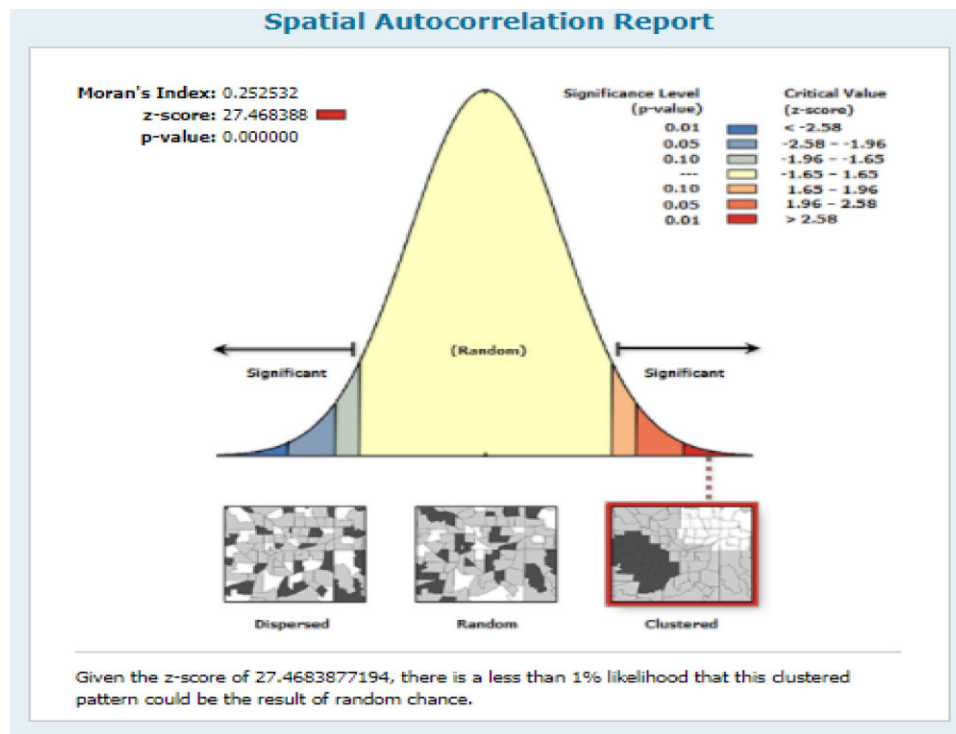 Spatial Autocorrelation Report
Moran's Index: 0.252532
z-score: 27.468388
p-value: 0.000000
Significance Level (p-value)
Critical Value (z-score)
0.01 < -2.58
0.05 -2.58 - -1.96
0.10 -1.96 - -1.65
--- -1.65 - 1.65
0.10 1.65 - 1.96
0.05 1.96 - 2.58
0.01 > 2.58
(Random)
Significant
Significant
Dispersed
Random
Clustered
Given the z-score of 27.4683877194, there is a less than 1% likelihood that this clustered
pattern could be the result of random chance.